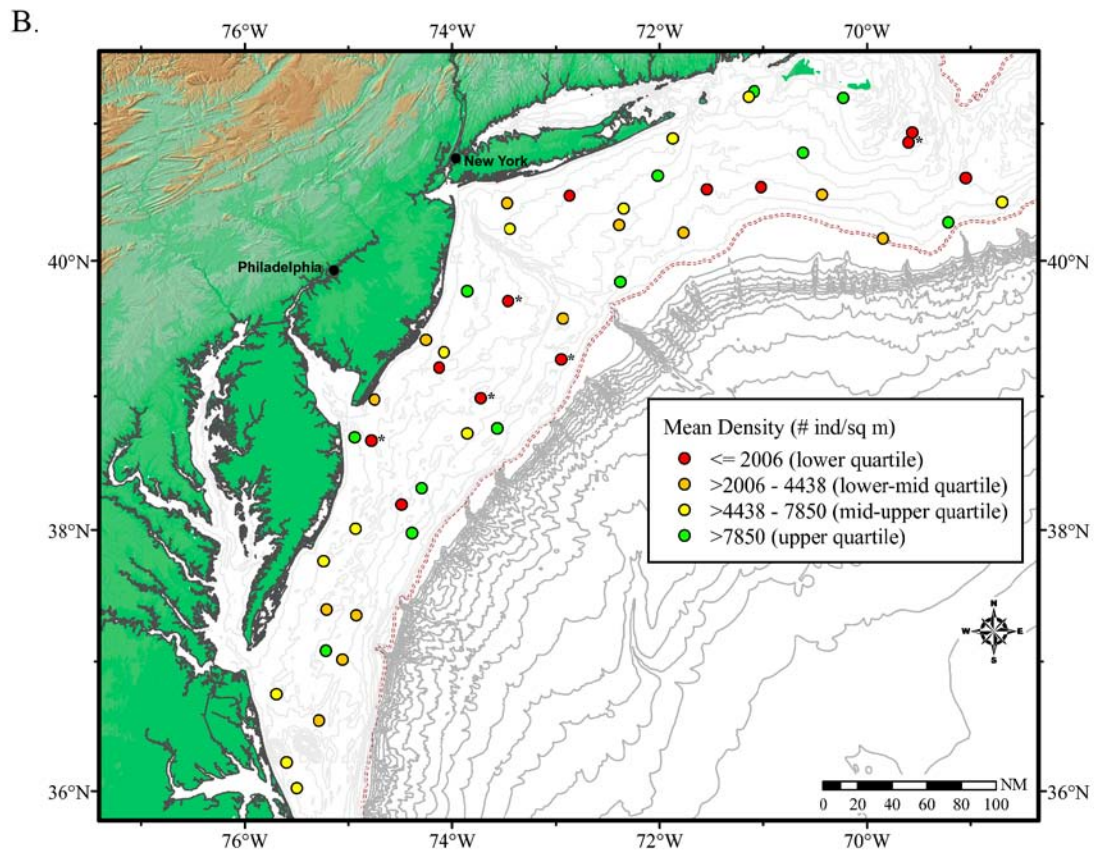 B.
76°W 74°W 72°W 70°W
New York
40°N Philadelphia 40°N
*
*
*
*
*
Mean Density (# ind/sq m)
<= 2006 (lower quartile)
>2006 - 4438 (lower-mid quartile)
>4438 - 7850 (mid-upper quartile)
>7850 (upper quartile)
38°N 38°N
N
W E
S
NM
0 20 40 60 80 100
36°N 36°N
76°W 74°W 72°W 70°W